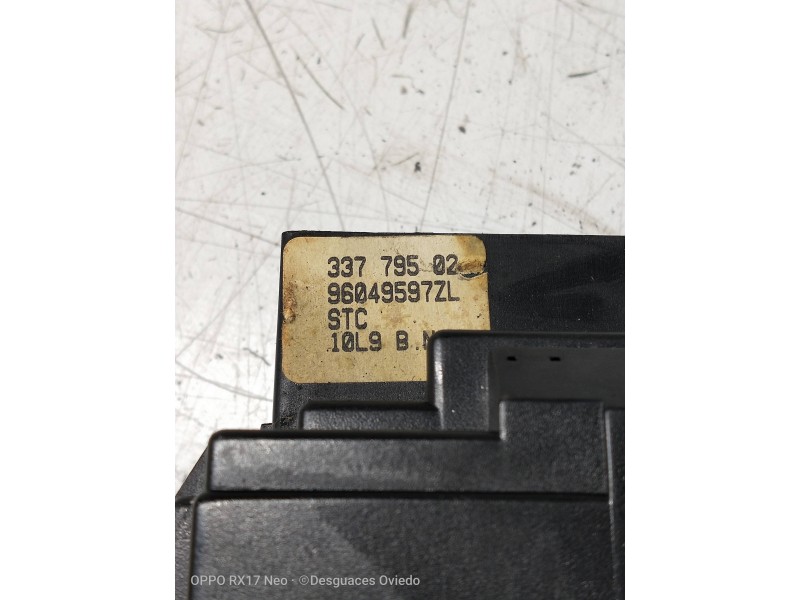 337 795 02
96049597ZL
STC
10L9 B.N
OPPO RX17 Neo • ©Desguaces Oviedo